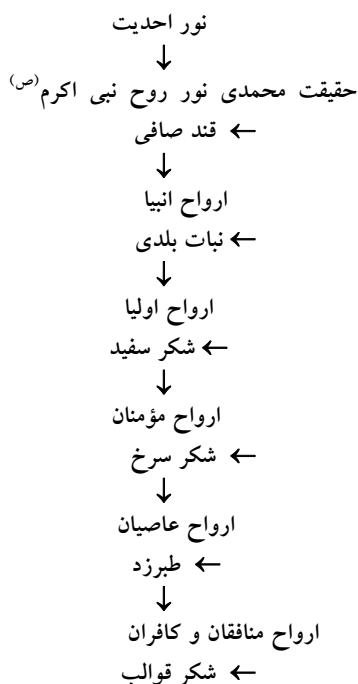 نور احدیت
↓
حقیقت محمدی نور روح نبی اکرم(ص)
← قند صافی
↓
ارواح انبیا
← نبات بلدی
↓
ارواح اولیا
← شکر سفید
↓
ارواح مؤمنان
← شکر سرخ
↓
ارواح عاصیان
← طبرزد
↓
ارواح منافقان و کافران
← شکر قوالب